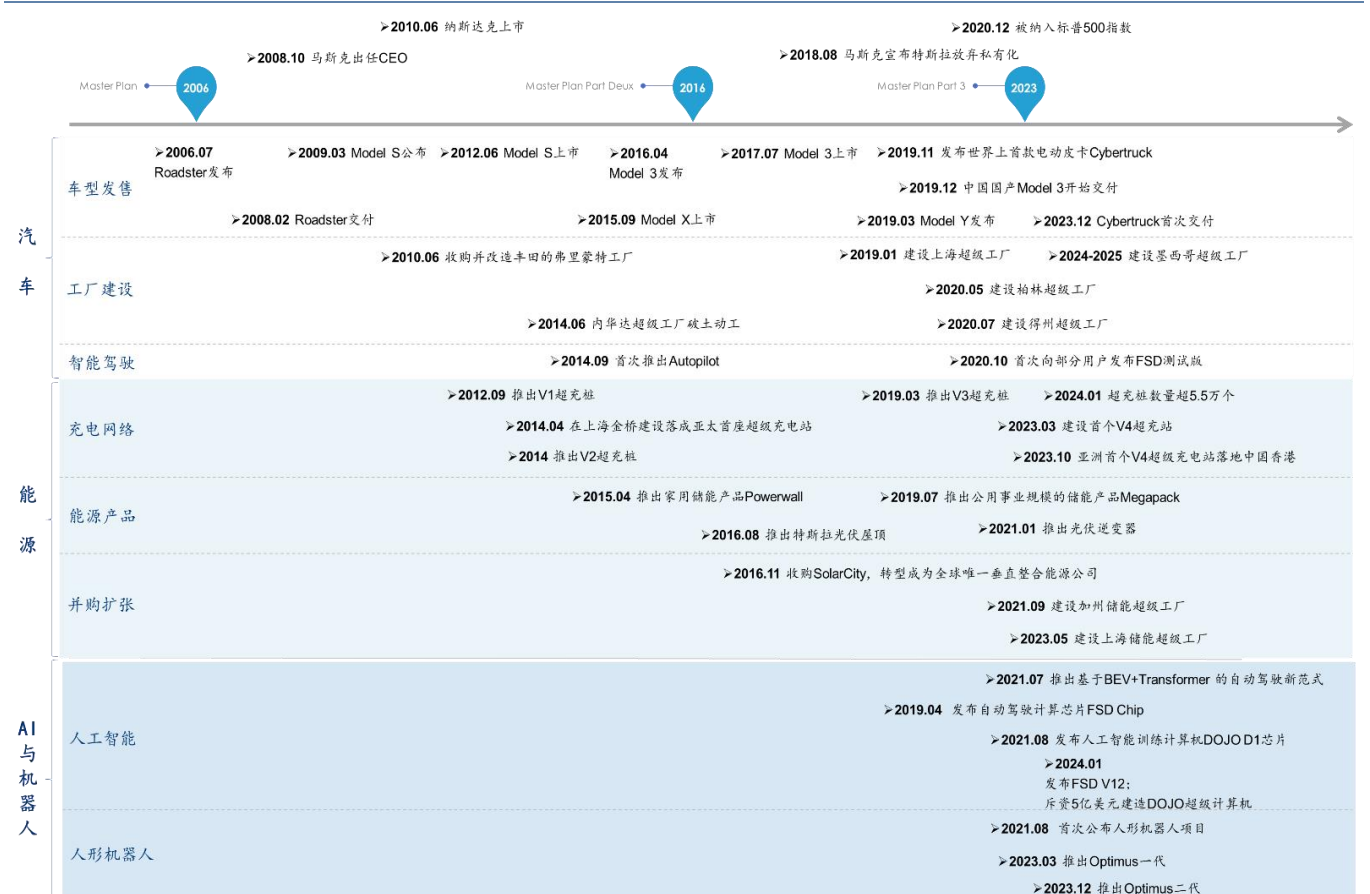 ➢2010.06 纳斯达克上市
➢2020.12 被纳入标普500指数
➢2008.10 马斯克出任CEO
➢2018.08 马斯克宣布特斯拉放弃私有化
Master Plan
2006
Master Plan Part Deux
2016
Master Plan Part 3
2023
汽车
车型发售
➢2006.07
Roadster发布
➢2009.03 Model S公布
➢2012.06 Model S上市
➢2016.04
Model 3发布
➢2017.07 Model 3上市
➢2019.11 发布世界上首款电动皮卡Cybertruck
➢2019.12 中国国产Model 3开始交付
➢2008.02 Roadster交付
➢2015.09 Model X上市
➢2019.03 Model Y发布
➢2023.12 Cybertruck首次交付
工厂建设
➢2010.06 收购并改造丰田的弗里蒙特工厂
➢2019.01 建设上海超级工厂
➢2024-2025 建设墨西哥超级工厂
➢2020.05 建设柏林超级工厂
➢2014.06 内华达超级工厂破土动工
➢2020.07 建设得州超级工厂
智能驾驶
➢2014.09 首次推出Autopilot
➢2020.10 首次向部分用户发布FSD测试版
能源
充电网络
➢2012.09 推出V1超充桩
➢2019.03 推出V3超充桩
➢2024.01 超充桩数量超5.5万个
➢2014.04 在上海金桥建设落成亚太首座超级充电站
➢2023.03 建设首个V4超充站
➢2014 推出V2超充桩
➢2023.10 亚洲首个V4超级充电站落地中国香港
能源产品
➢2015.04 推出家用储能产品Powerwall
➢2019.07 推出公用事业规模的储能产品Megapack
➢2016.08 推出特斯拉光伏屋顶
➢2021.01 推出光伏逆变器
并购扩张
➢2016.11 收购SolarCity，转型成为全球唯一垂直整合能源公司
➢2021.09 建设加州储能超级工厂
➢2023.05 建设上海储能超级工厂
AI与机器人
人工智能
➢2021.07 推出基于BEV+Transformer 的自动驾驶新范式
➢2019.04 发布自动驾驶计算芯片FSD Chip
➢2021.08 发布人工智能训练计算机DOJO D1芯片
➢2024.01
发布FSD V12；
斥资5亿美元建造DOJO超级计算机
人形机器人
➢2021.08 首次公布人形机器人项目
➢2023.03 推出Optimus一代
➢2023.12 推出Optimus二代